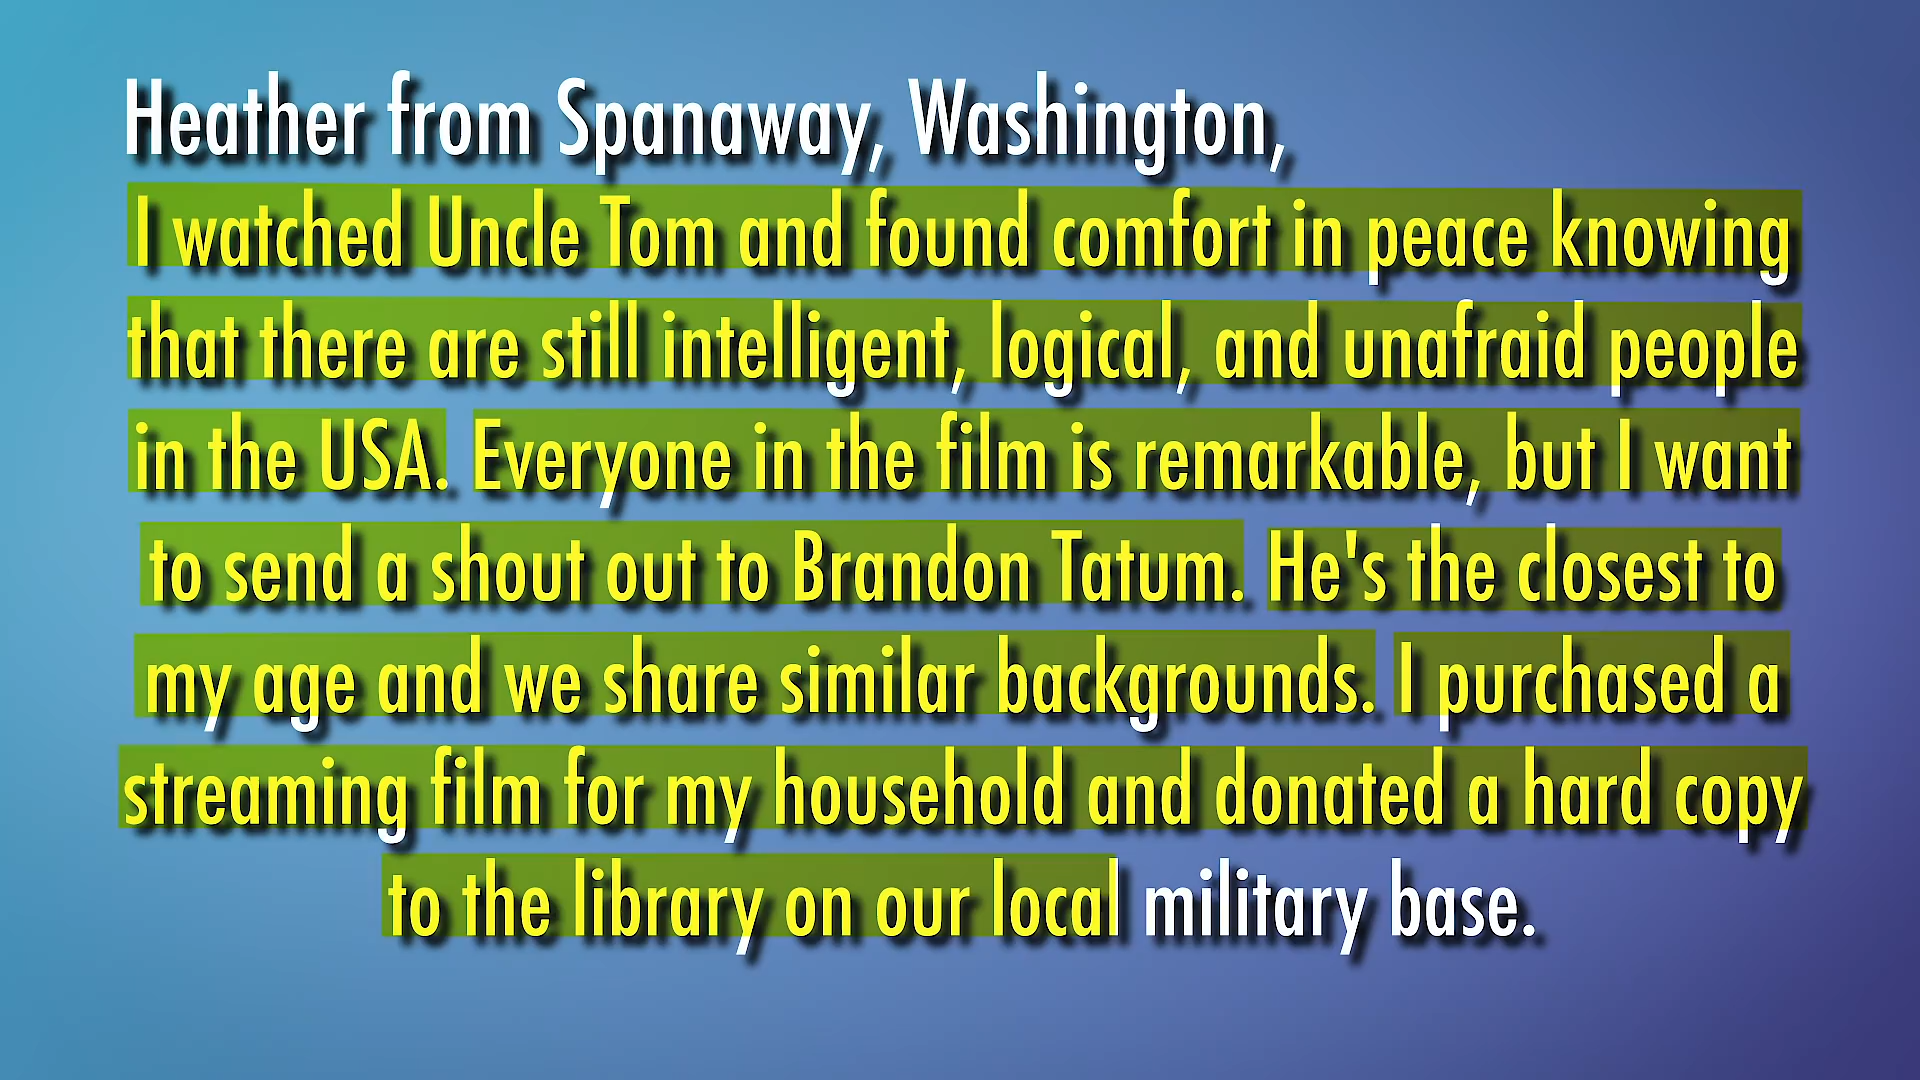 Heather from Spanaway, Washington,
I watched Uncle Tom and found comfort in peace knowing
that there are still intelligent, logical, and unafraid people
in the USA. Everyone in the film is remarkable, but I want
to send a shout out to Brandon Tatum. He's the closest to
my age and we share similar backgrounds. I purchased a
streaming film for my household and donated a hard copy
to the library on our local military base.